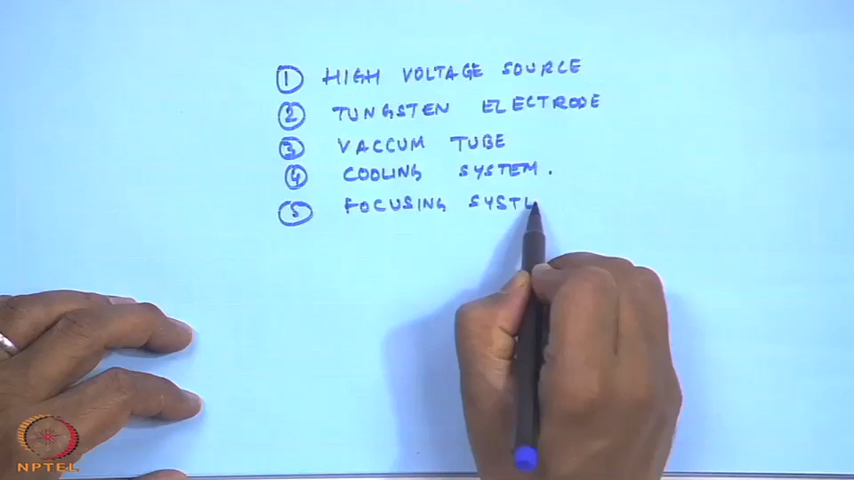 ① HIGH VOLTAGE SOURCE
② TUNGSTEN ELECTRODE
③ VACCUM TUBE
④ COOLING SYSTEM.
⑤ FOCUSING SYST
NPTEL